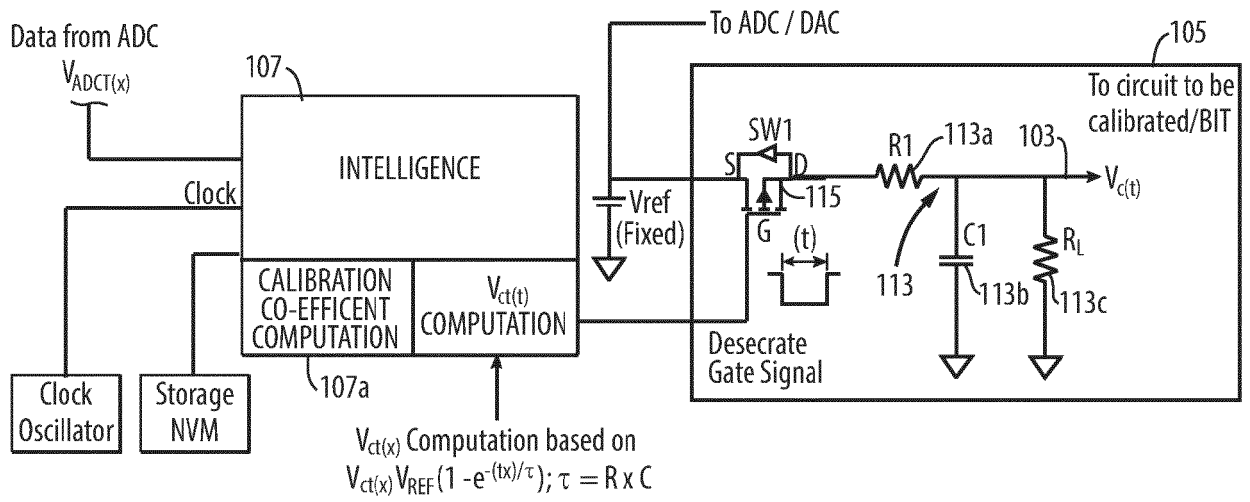 Data from ADC
V_ADCT(x)
107
To ADC / DAC
105
To circuit to be
calibrated/BIT
INTELLIGENCE
Clock
SW1
S
D
G
115
R1
113a
103
V_c(t)
Vref
(Fixed)
(t)
113
C1
113b
R_L
113c
CALIBRATION
CO-EFFICENT
COMPUTATION
V_ct(t)
COMPUTATION
Desecrate
Gate Signal
107a
Clock
Oscillator
Storage
NVM
V_ct(x) Computation based on
V_ct(x) V_REF (1 -e^-(tx)/τ); τ = R x C